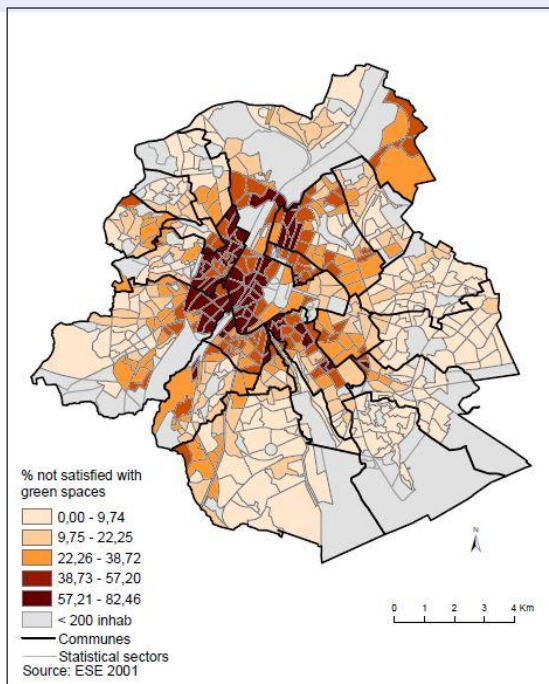 % not satisfied with
green spaces
0,00 - 9,74
9,75 - 22,25
22,26 - 38,72
38,73 - 57,20
57,21 - 82,46
< 200 inhab
Communes
Statistical sectors
Source: ESE 2001
N
0 1 2 3 4 Km